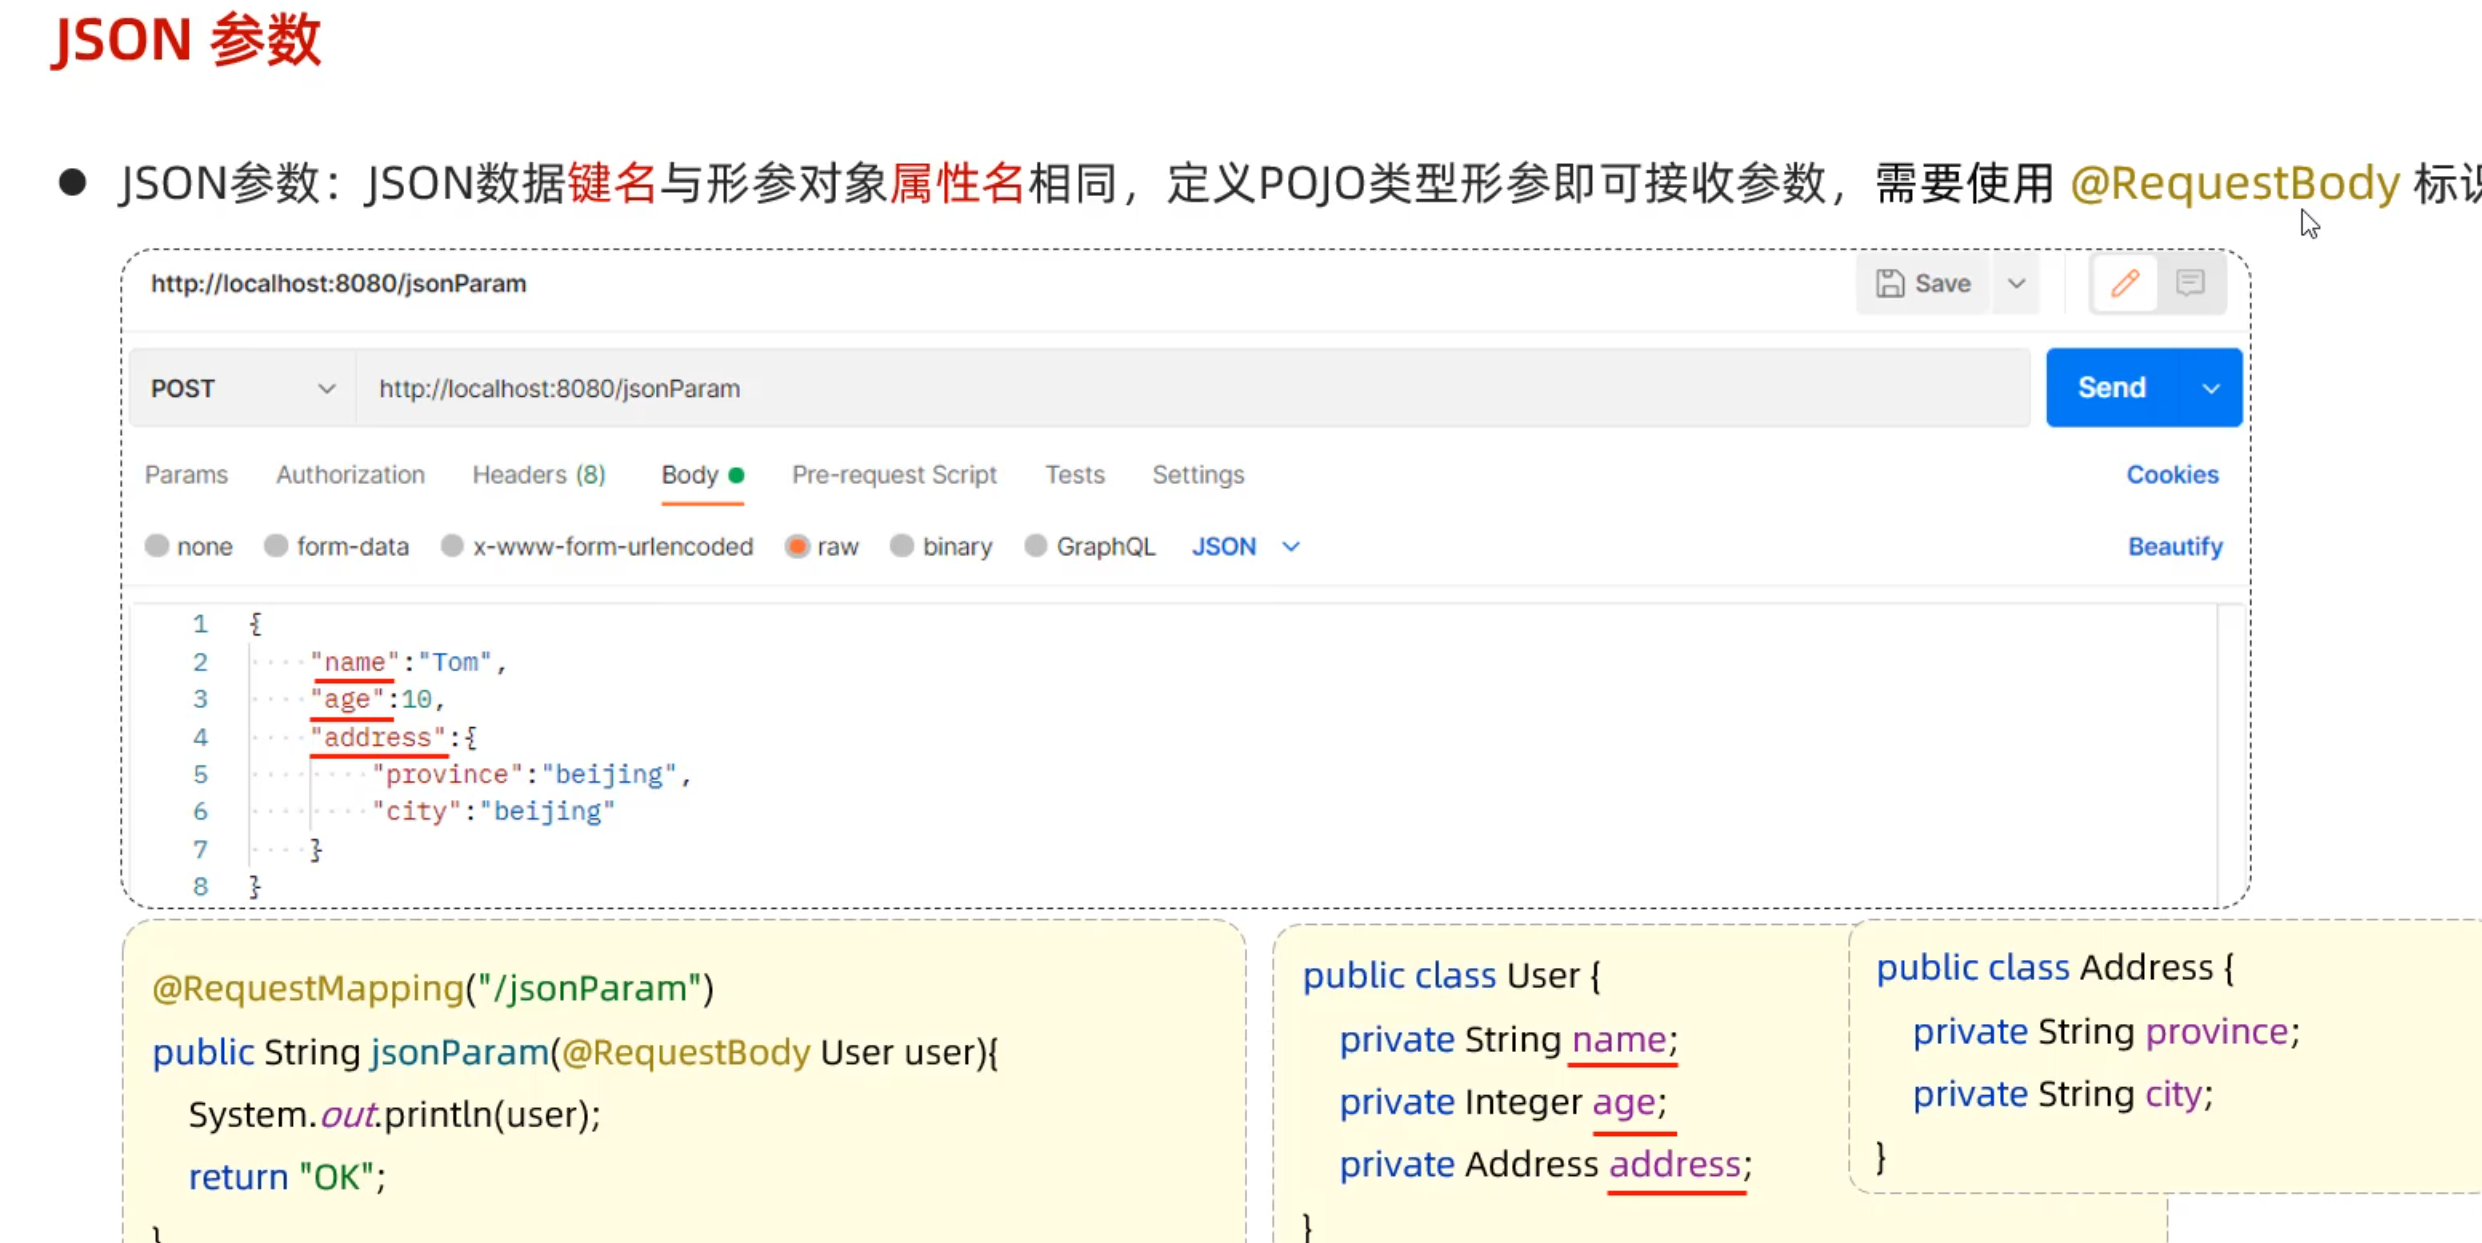 JSON 参数
● JSON参数：JSON数据键名与形参对象属性名相同，定义POJO类型形参即可接收参数，需要使用 @RequestBody 标识
http://localhost:8080/jsonParam
Save
POST
http://localhost:8080/jsonParam
Send
Params Authorization Headers (8) Body Pre-request Script Tests Settings Cookies
none form-data x-www-form-urlencoded raw binary GraphQL JSON Beautify
1 {
2 "name":"Tom",
3 "age":10,
4 "address":{
5 "province":"beijing",
6 "city":"beijing"
7 }
8 }
@RequestMapping("/jsonParam")
public String jsonParam(@RequestBody User user){
System.out.println(user);
return "OK";
}
public class User {
private String name;
private Integer age;
private Address address;
}
public class Address {
private String province;
private String city;
}